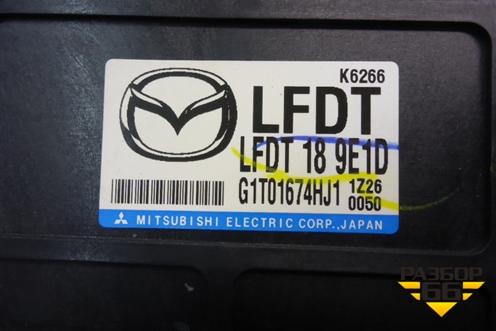 K6266
LFDT
LFDT 18 9E1D
G1T01674HJ1 1Z26
0050
MITSUBISHI ELECTRIC CORP., JAPAN
РАЗБОР
66